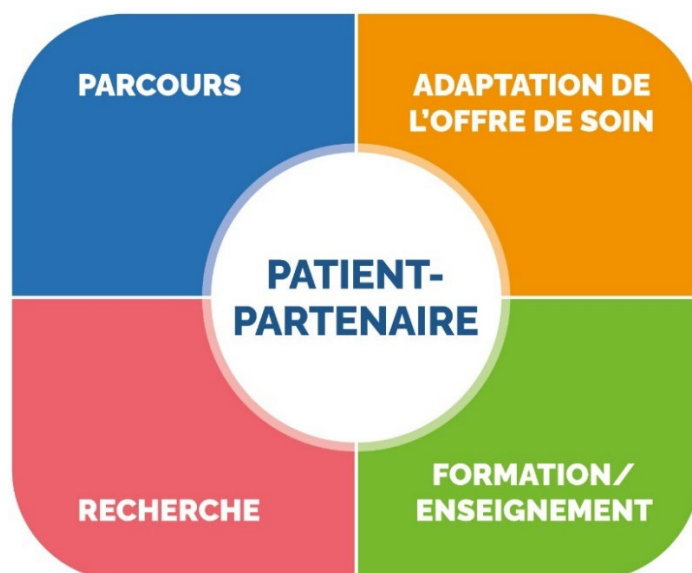 PARCOURS
ADAPTATION DE
L'OFFRE DE SOIN
PATIENT-
PARTENAIRE
RECHERCHE
FORMATION/
ENSEIGNEMENT